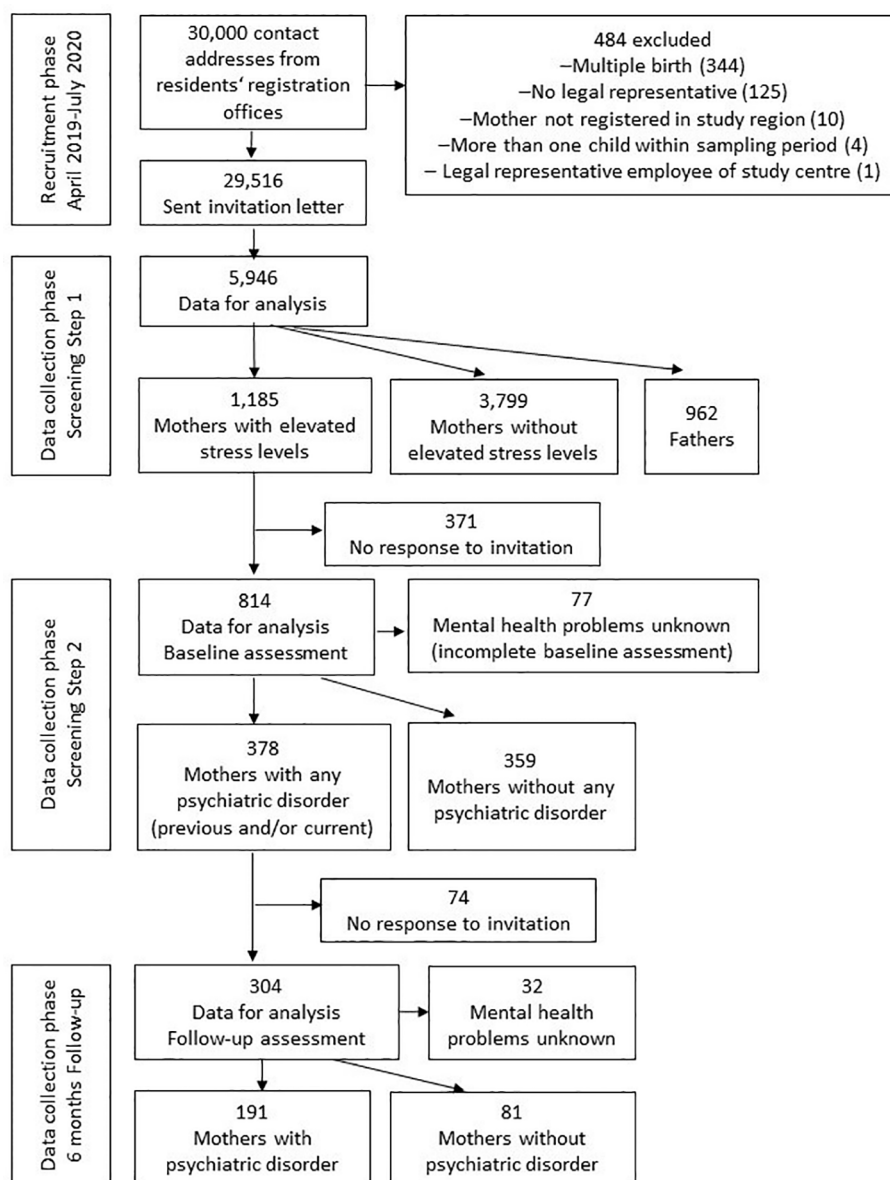 Recruitment phase
April 2019-July 2020
30,000 contact
addresses from
residents‘ registration
offices
484 excluded
–Multiple birth (344)
–No legal representative (125)
–Mother not registered in study region (10)
–More than one child within sampling period (4)
– Legal representative employee of study centre (1)
29,516
Sent invitation letter
Data collection phase
Screening Step 1
5,946
Data for analysis
1,185
Mothers with elevated
stress levels
3,799
Mothers without
elevated stress levels
962
Fathers
371
No response to invitation
Data collection phase
Screening Step 2
814
Data for analysis
Baseline assessment
77
Mental health problems unknown
(incomplete baseline assessment)
378
Mothers with any
psychiatric disorder
(previous and/or current)
359
Mothers without any
psychiatric disorder
74
No response to invitation
Data collection phase
6 months Follow-up
304
Data for analysis
Follow-up assessment
32
Mental health
problems unknown
191
Mothers with
psychiatric disorder
81
Mothers without
psychiatric disorder